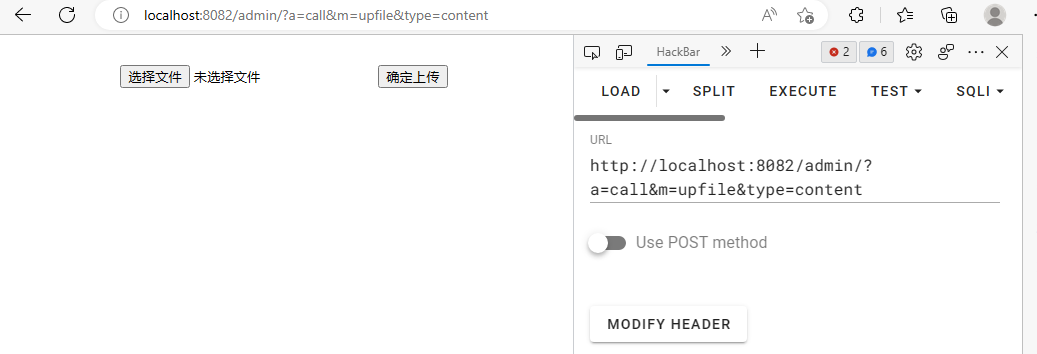 localhost:8082/admin/?a=call&m=upfile&type=content
选择文件 未选择文件 确定上传
HackBar 2 6
LOAD SPLIT EXECUTE TEST SQLI
URL
http://localhost:8082/admin/?
a=call&m=upfile&type=content
Use POST method
MODIFY HEADER